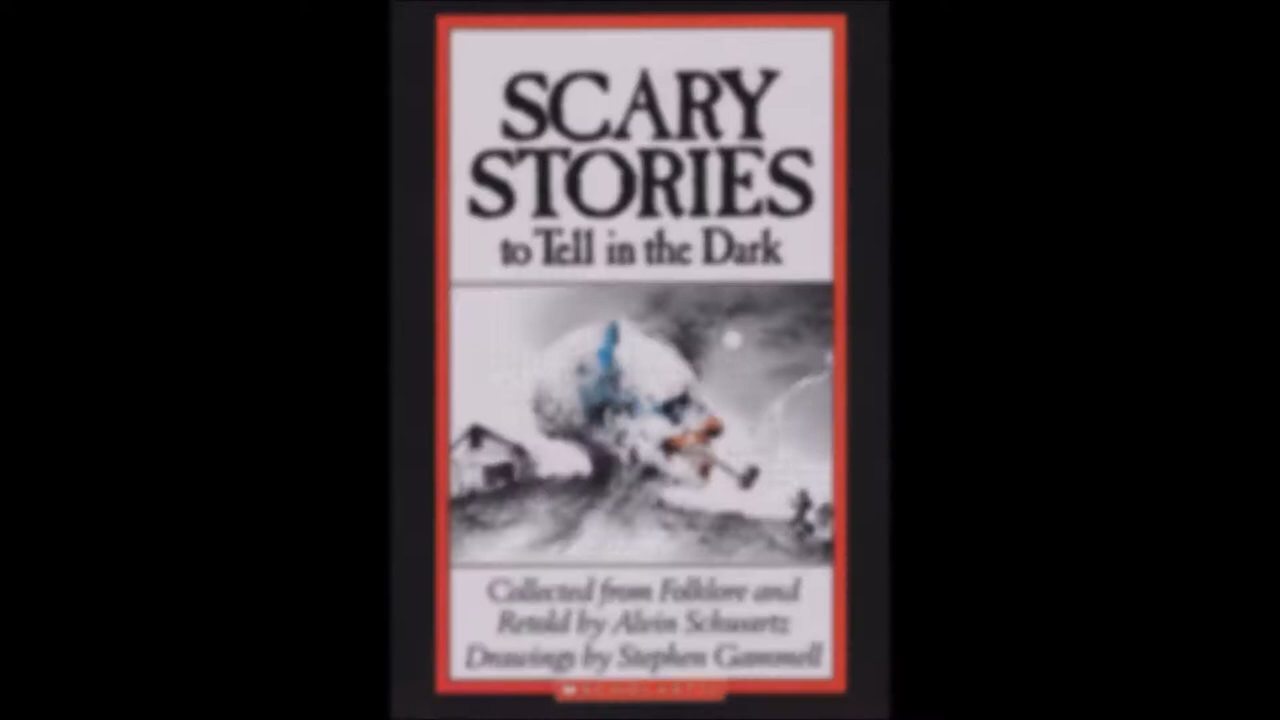 SCARY
STORIES
to Tell in the Dark
Collected from Folklore and
Retold by Alvin Schwartz
Drawings by Stephen Gammell
SCHOLASTIC